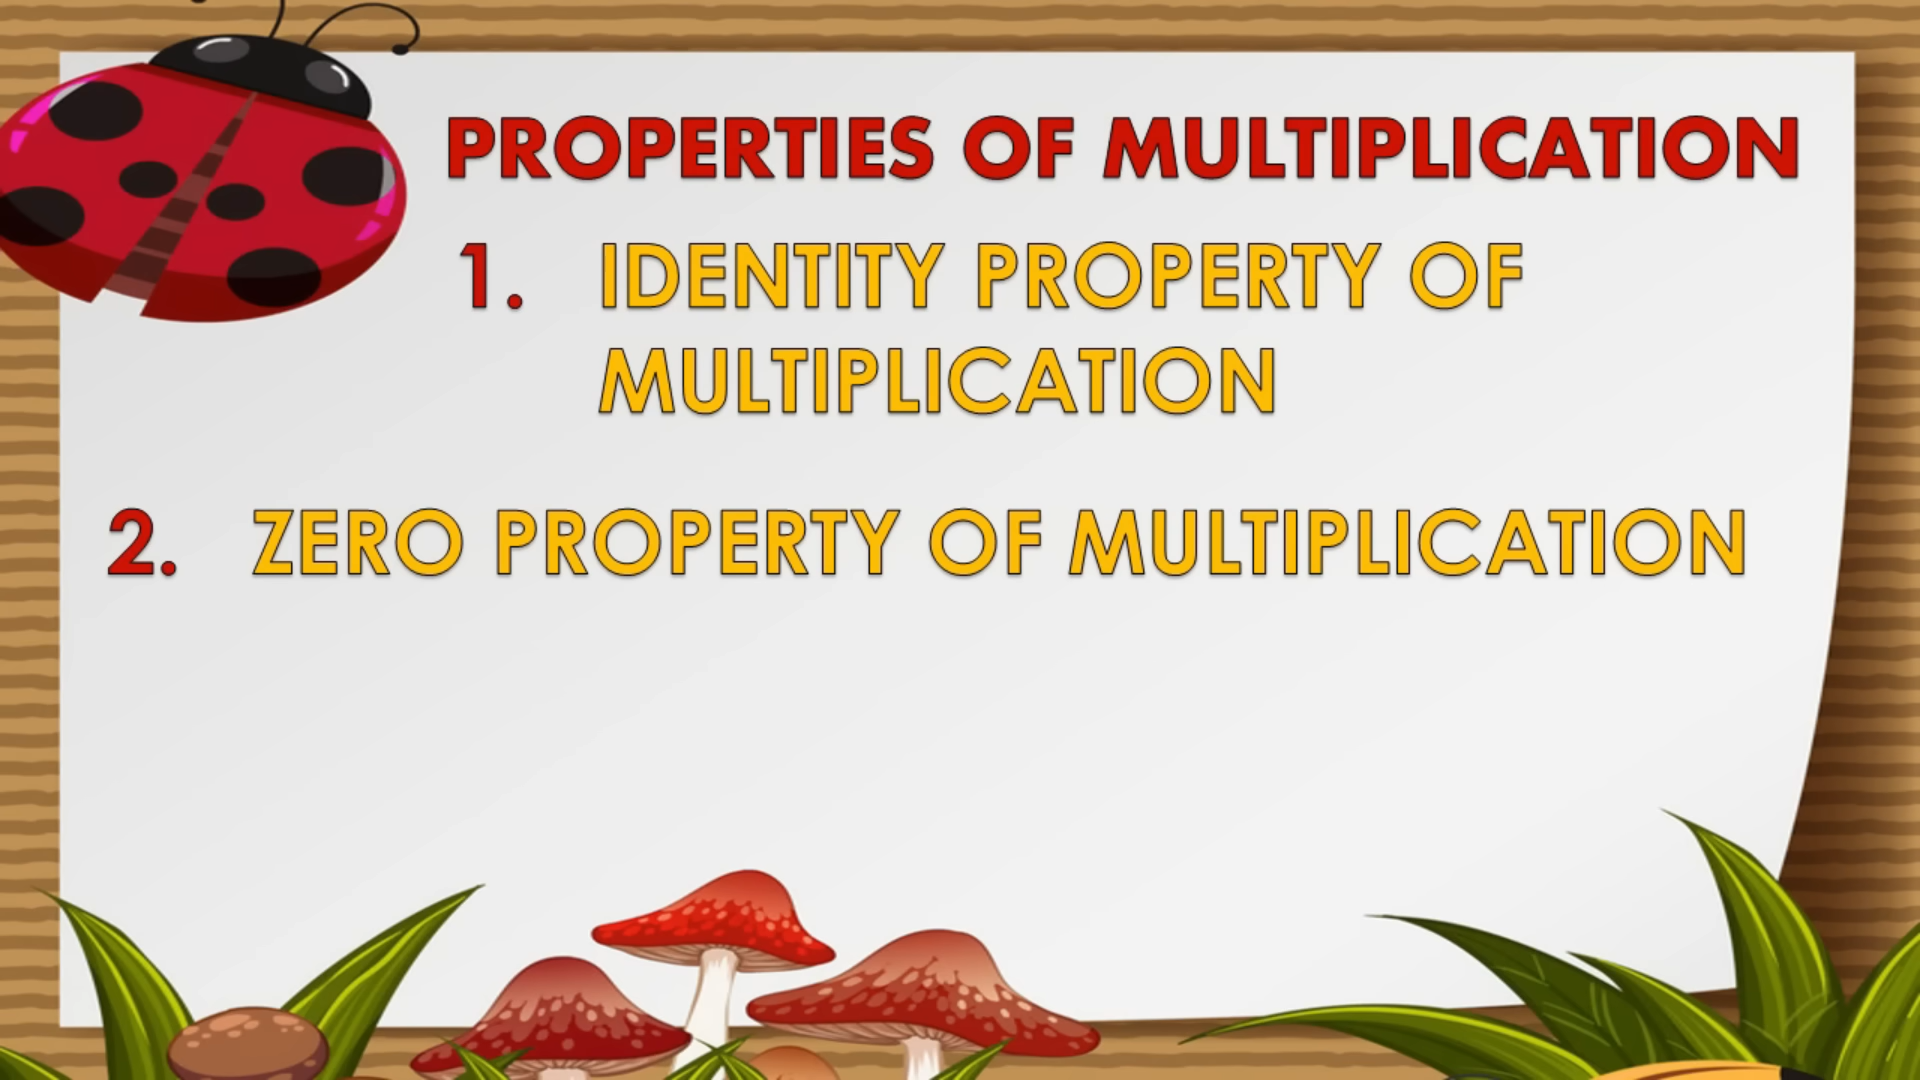 PROPERTIES OF MULTIPLICATION
1. IDENTITY PROPERTY OF
MULTIPLICATION
2. ZERO PROPERTY OF MULTIPLICATION